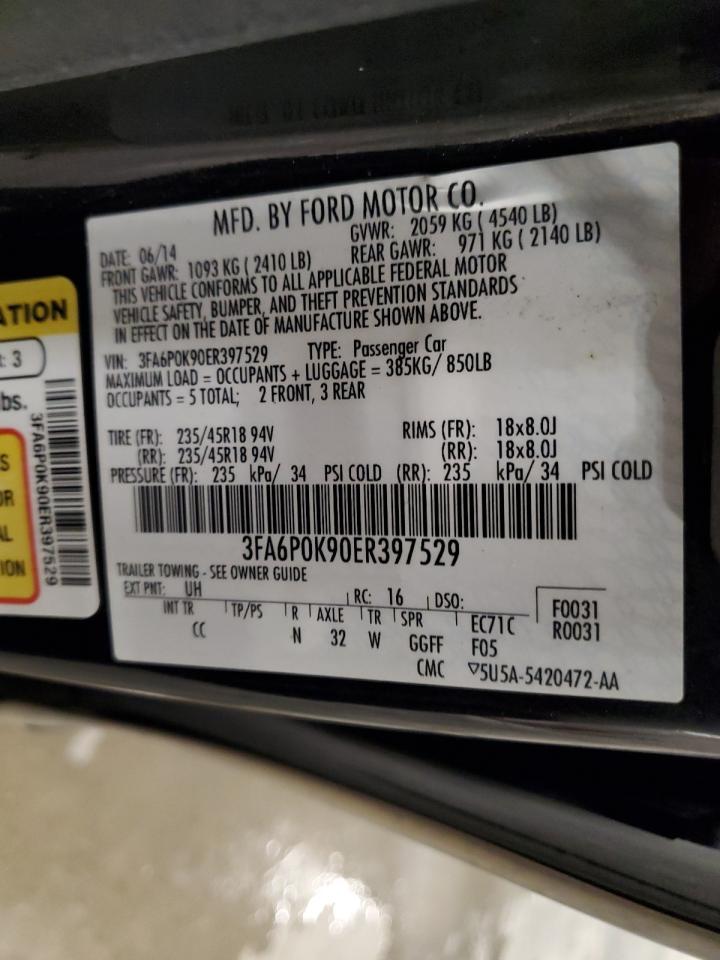 MFD. BY FORD MOTOR CO.
DATE: 06/14
GVWR: 2059 KG ( 4540 LB)
FRONT GAWR: 1093 KG ( 2410 LB)
REAR GAWR: 971 KG ( 2140 LB)
THIS VEHICLE CONFORMS TO ALL APPLICABLE FEDERAL MOTOR
VEHICLE SAFETY, BUMPER, AND THEFT PREVENTION STANDARDS
IN EFFECT ON THE DATE OF MANUFACTURE SHOWN ABOVE.
VIN: 3FA6P0K90ER397529 TYPE: Passenger Car
MAXIMUM LOAD = OCCUPANTS + LUGGAGE = 385KG/ 850LB
OCCUPANTS = 5 TOTAL; 2 FRONT, 3 REAR
TIRE (FR): 235/45R18 94V RIMS (FR): 18x8.0J
(RR): 235/45R18 94V (RR): 18x8.0J
PRESSURE (FR): 235 kPa/ 34 PSI COLD (RR): 235 kPa/ 34 PSI COLD
3FA6P0K90ER397529
TRAILER TOWING - SEE OWNER GUIDE
EXT PNT: UH RC: 16 DSO:
INT TR TP/PS R AXLE TR SPR EC71C
CC N 32 W GGFF F05
CMC ▽5U5A-5420472-AA
F0031
R0031
ATION
: 3
bs.
3FA6P0K90ER397529
S
OR
AL
ION